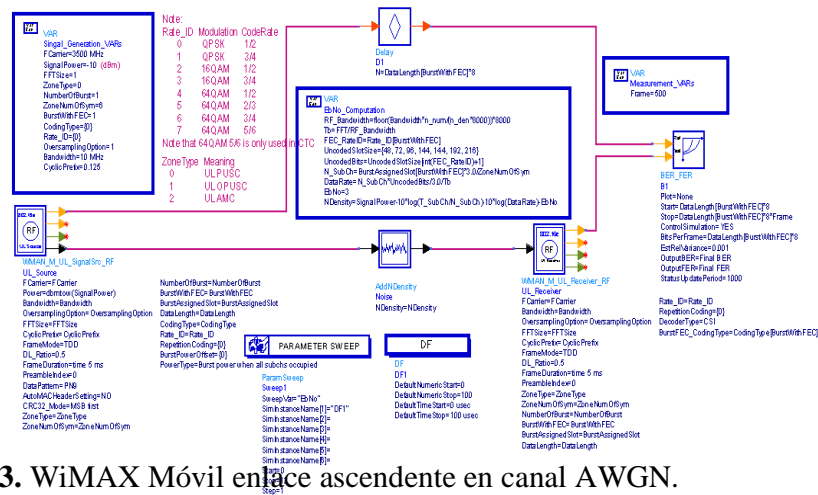 Note:
Rate_ID Modulation CodeRate
0 QPSK 1/2
1 QPSK 3/4
2 16QAM 1/2
3 16QAM 3/4
4 64QAM 1/2
5 64QAM 2/3
6 64QAM 3/4
7 64QAM 5/6
Note that 64QAM 5/6 is only used in CTC
ZoneType Meaning
0 ULPUSC
1 ULOPUSC
2 ULAMC
VAR
Singal_Generation_VARs
FCarrier=3500 MHz
SignalPower=-10 (dBm)
FFTSize=1
ZoneType=0
NumberOfBurst=1
ZoneNumOfSym=6
BurstWithFEC=1
CodingType={0}
Rate_ID={0}
OversamplingOption=1
Bandwidth=10 MHz
CyclicPrefix=0.125
Delay
D1
N=DataLength[BurstWithFEC]*8
VAR
EbNo_Computation
RF_Bandwidth=floor(Bandwidth*n_num/(n_den*8000))*8000
Tb= FFT/RF_Bandwidth
FEC_RateID= Rate_ID[BurstWithFEC]
UncodedSlotSize={48, 72, 96, 144, 144, 192, 216}
UncodedBits=UncodedSlotSize[int(FEC_RateID)+1]
N_SubCh= BurstAssignedSlot[BurstWithFEC]*3.0/ZoneNumOfSym
DataRate= N_SubCh*UncodedBits/3.0/Tb
EbNo=3
NDensity=SignalPower-10*log(T_SubCh/N_SubCh)-10*log(DataRate)-EbNo
VAR
Measurement_VARs
Frame=500
BER_FER
B1
Plot=None
Start= DataLength[BurstWithFEC]*8
Stop=DataLength[BurstWithFEC]*8*Frame
ControlSimulation= YES
BitsPerFrame=DataLength[BurstWithFEC]*8
EstRelVariance=0.001
OutputBER=Final BER
OutputFER=Final FER
StatusUpdatePeriod=1000
802.16e
RF
UL Source
WMAN_M_UL_SignalSrc_RF
UL_Source
FCarrier=FCarrier
Power=dbmtow(SignalPower)
Bandwidth=Bandwidth
OversamplingOption= OversamplingOption
FFTSize=FFTSize
CyclicPrefix=CyclicPrefix
FrameMode=TDD
DL_Ratio=0.5
FrameDuration=time 5 ms
PreambleIndex=0
DataPattern= PN9
AutoMACHeaderSetting=NO
CRC32_Mode=MSB first
ZoneType=ZoneType
ZoneNumOfSym=ZoneNumOfSym
NumberOfBurst=NumberOfBurst
BurstWithFEC= BurstWithFEC
BurstAssignedSlot=BurstAssignedSlot
DataLength=DataLength
CodingType=CodingType
Rate_ID=Rate_ID
RepetitionCoding={0}
BurstPowerOffset={0}
PowerType=Burst power when all subchs occupied
AddNDensity
Noise
NDensity=NDensity
802.16e
RF
WMAN_M_UL_Receiver_RF
UL_Receiver
FCarrier=FCarrier
Bandwidth=Bandwidth
OversamplingOption= OversamplingOption
FFTSize=FFTSize
CyclicPrefix=CyclicPrefix
FrameMode=TDD
DL_Ratio=0.5
FrameDuration=time 5 ms
PreambleIndex=0
ZoneType=ZoneType
ZoneNumOfSym=ZoneNumOfSym
NumberOfBurst=NumberOfBurst
BurstWithFEC=BurstWithFEC
BurstAssignedSlot=BurstAssignedSlot
DataLength=DataLength
Rate_ID=Rate_ID
RepetitionCoding={0}
DecoderType=CSI
BurstFEC_CodingType=CodingType[BurstWithFEC]
PARAMETER SWEEP
ParamSweep
Sweep1
SweepVar= "EbNo"
SimInstanceName[1]="DF1"
SimInstanceName[2]=
SimInstanceName[3]=
SimInstanceName[4]=
SimInstanceName[5]=
SimInstanceName[6]=
Start=0
Step=1
DF
DF
DF1
DefaultNumericStart=0
DefaultNumericStop=100
DefaultTimeStart=0 usec
DefaultTimeStop=100 usec
3. WiMAX Móvil enlace ascendente en canal AWGN.